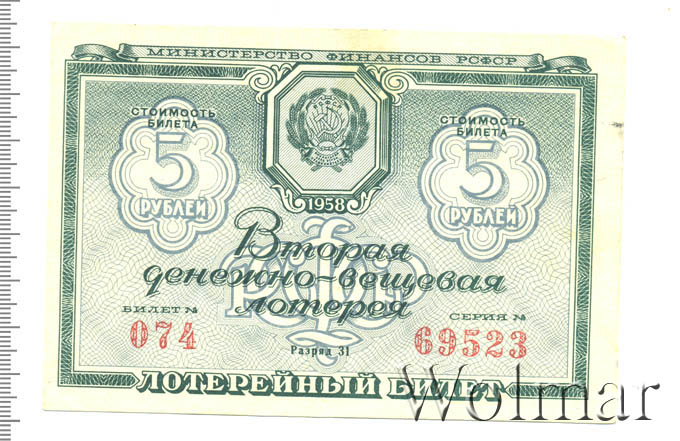 МИНИСТЕРСТВО ФИНАНСОВ РСФСР
СТОИМОСТЬ
БИЛЕТА
5
РУБЛЕЙ
СТОИМОСТЬ
БИЛЕТА
5
РУБЛЕЙ
1958
Вторая
денежно-вещевая
лотерея
БИЛЕТ №
074
СЕРИЯ №
69523
Разряд 31
ЛОТЕРЕЙНЫЙ БИЛЕТ
Wolmar